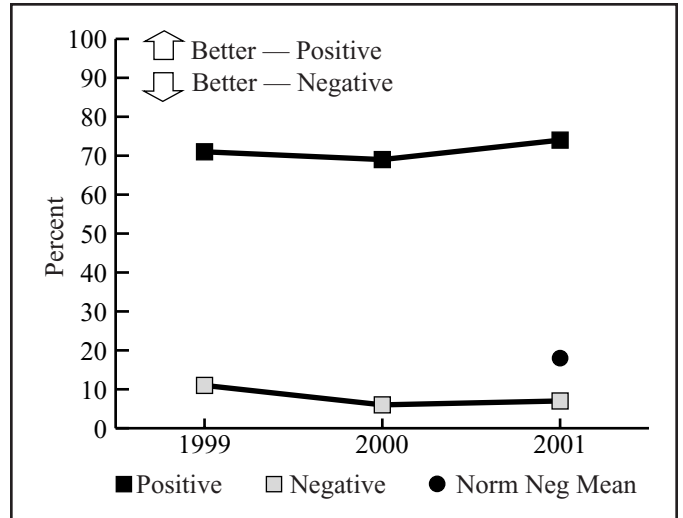 100
Better — Positive
90
Better — Negative
80
70
60
50
40
30
20
10
0
Percent
1999 2000 2001
Positive Negative Norm Neg Mean